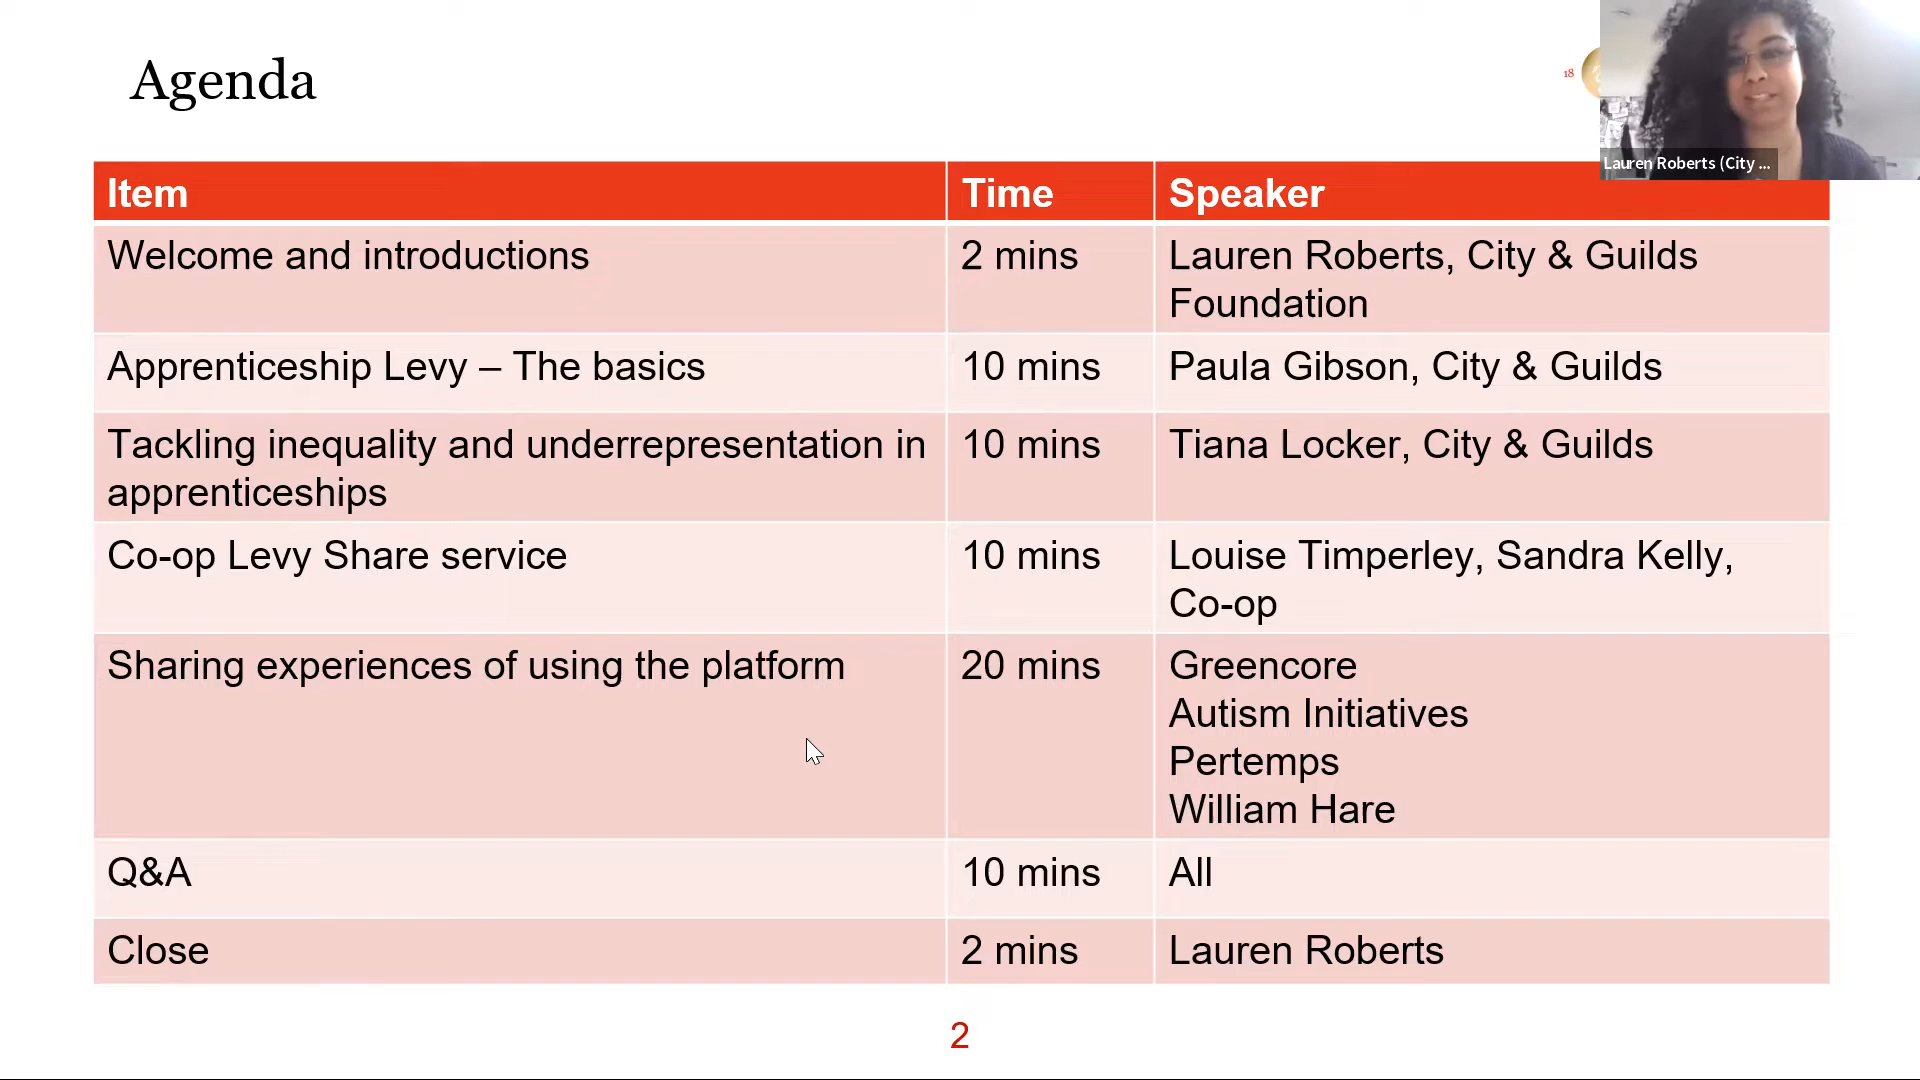 Agenda
18
Lauren Roberts (City ...
Item Time Speaker
Welcome and introductions 2 mins Lauren Roberts, City & Guilds
Foundation
Apprenticeship Levy – The basics 10 mins Paula Gibson, City & Guilds
Tackling inequality and underrepresentation in 10 mins Tiana Locker, City & Guilds
apprenticeships
Co-op Levy Share service 10 mins Louise Timperley, Sandra Kelly,
Co-op
Sharing experiences of using the platform 20 mins Greencore
Autism Initiatives
Pertemps
William Hare
Q&A 10 mins All
Close 2 mins Lauren Roberts
2